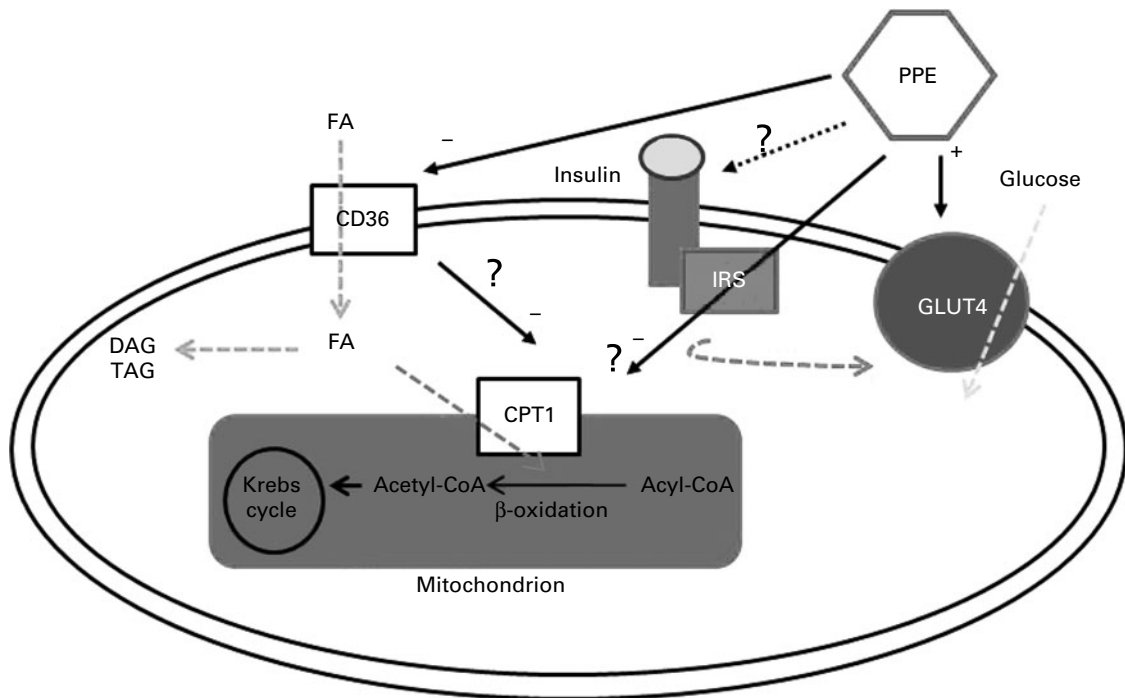 PPE
FA
–
?
+
Insulin
Glucose
CD36
?
IRS
GLUT4
–
–
DAG
TAG
FA
?
CPT1
Krebs
cycle
Acetyl-CoA
Acyl-CoA
β-oxidation
Mitochondrion